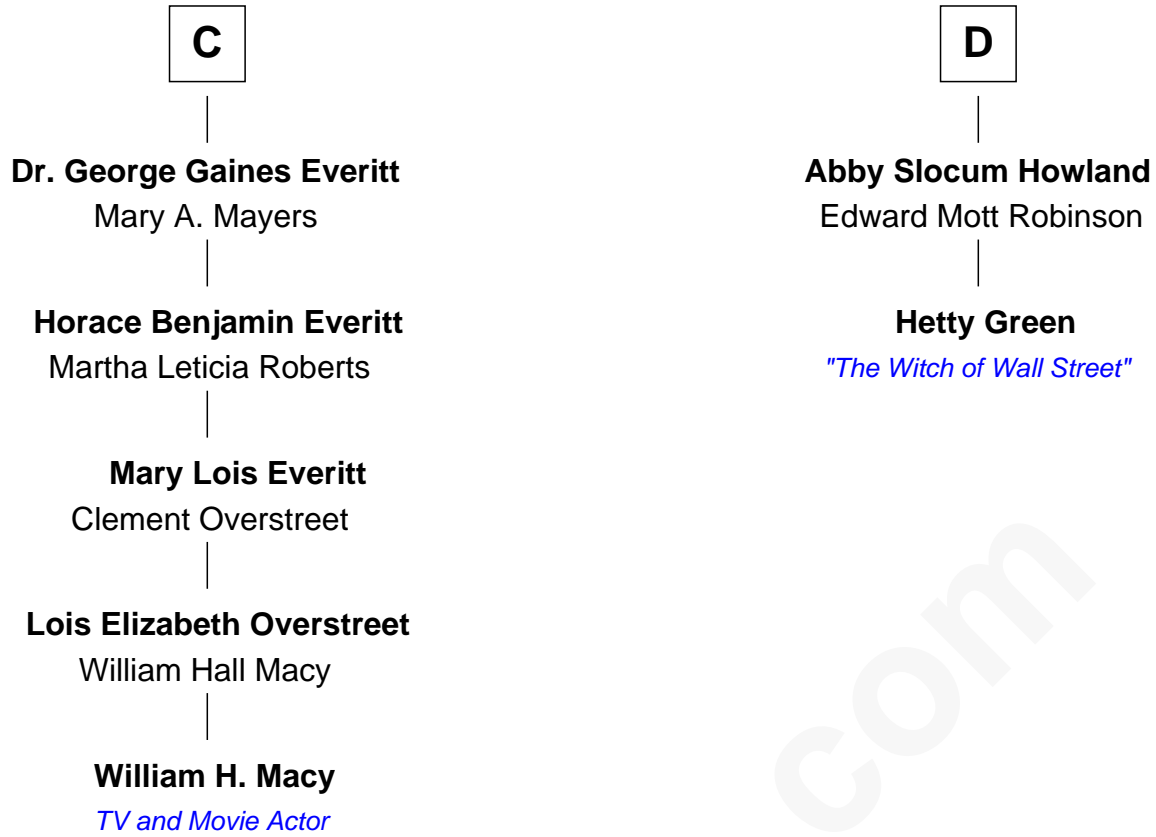 C
Dr. George Gaines Everitt
Mary A. Mayers
Horace Benjamin Everitt
Martha Leticia Roberts
Mary Lois Everitt
Clement Overstreet
Lois Elizabeth Overstreet
William Hall Macy
William H. Macy
TV and Movie Actor
D
Abby Slocum Howland
Edward Mott Robinson
Hetty Green
"The Witch of Wall Street"
com